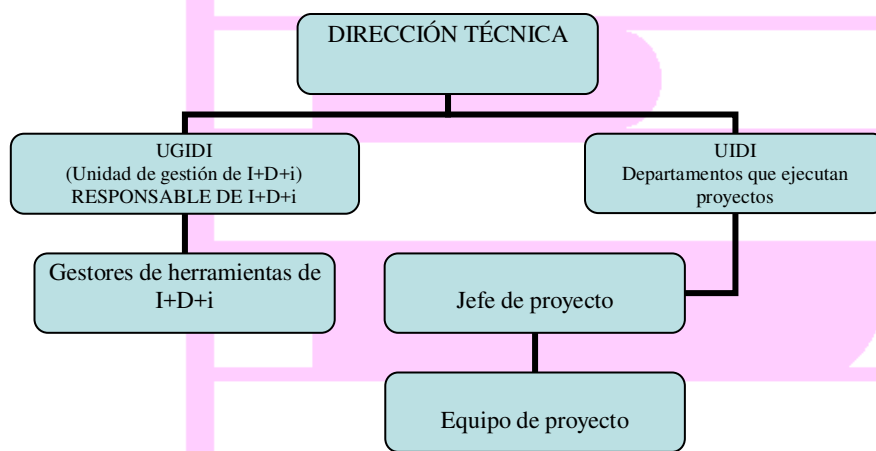 DIRECCIÓN TÉCNICA
UGIDI
(Unidad de gestión de I+D+i)
RESPONSABLE DE I+D+i
UIDI
Departamentos que ejecutan
proyectos
Gestores de herramientas de
I+D+i
Jefe de proyecto
Equipo de proyecto